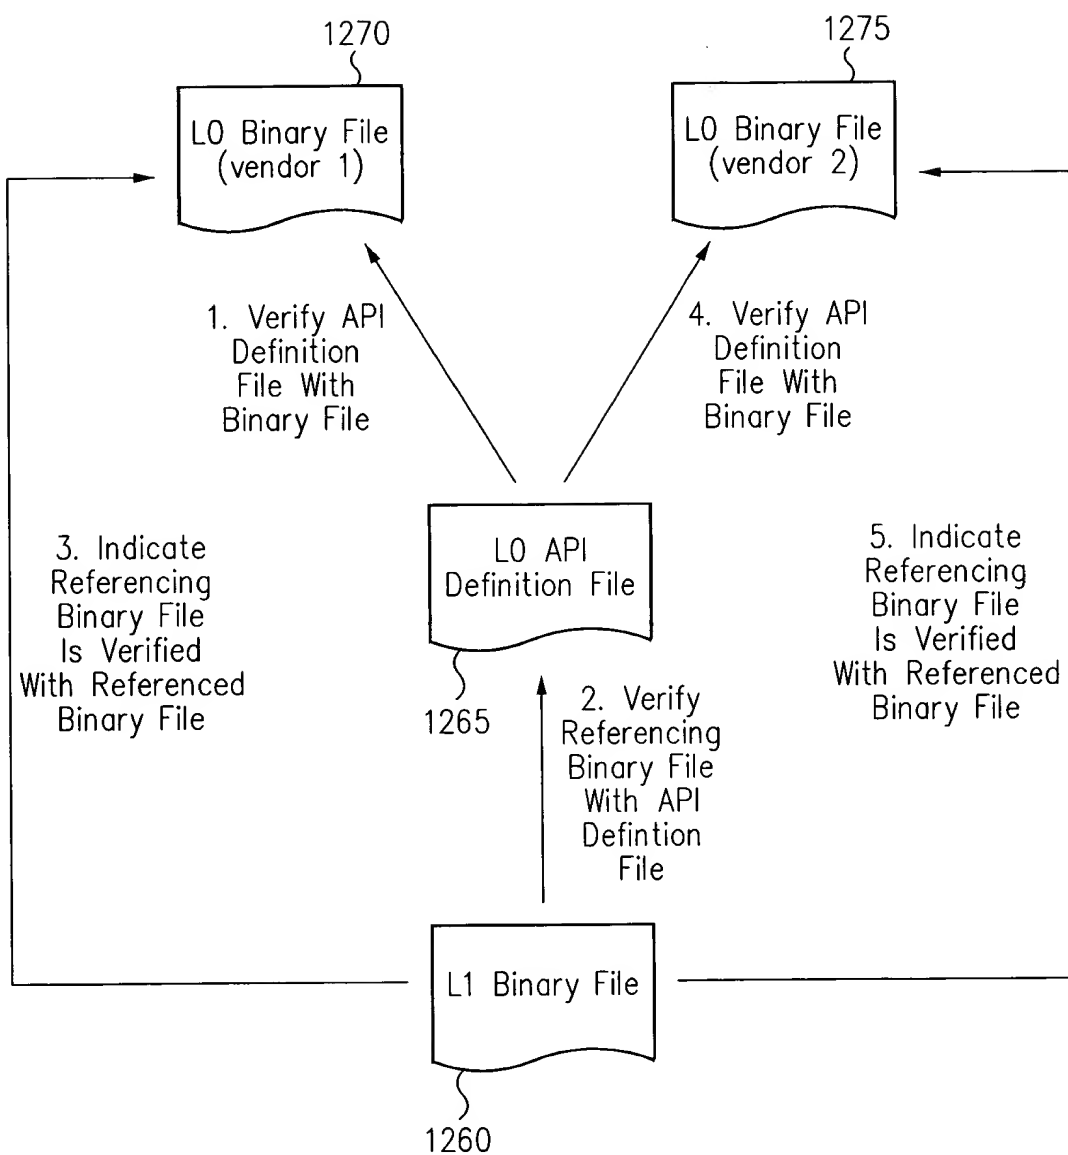 1270
1275
L0 Binary File
(vendor 1)
L0 Binary File
(vendor 2)
1. Verify API
Definition
File With
Binary File
4. Verify API
Definition
File With
Binary File
L0 API
Definition File
1265
3. Indicate
Referencing
Binary File
Is Verified
With Referenced
Binary File
5. Indicate
Referencing
Binary File
Is Verified
With Referenced
Binary File
2. Verify
Referencing
Binary File
With API
Defintion
File
L1 Binary File
1260